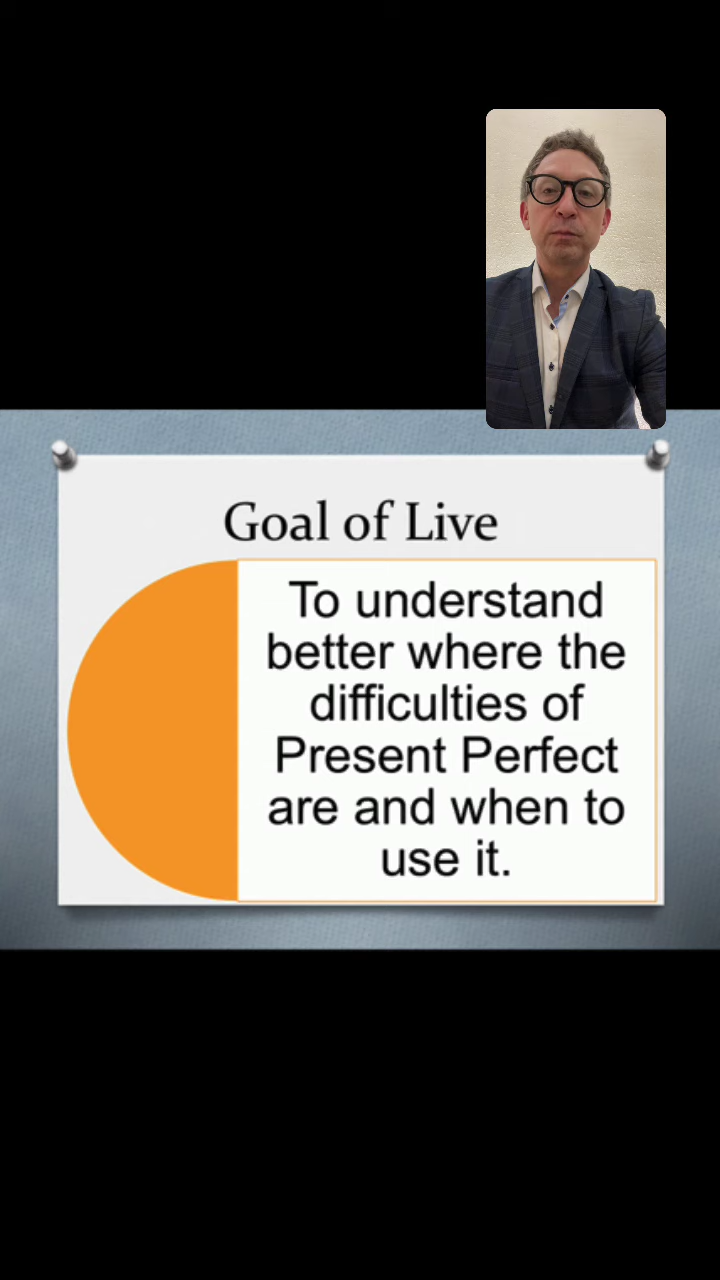 Goal of Live
To understand
better where the
difficulties of
Present Perfect
are and when to
use it.